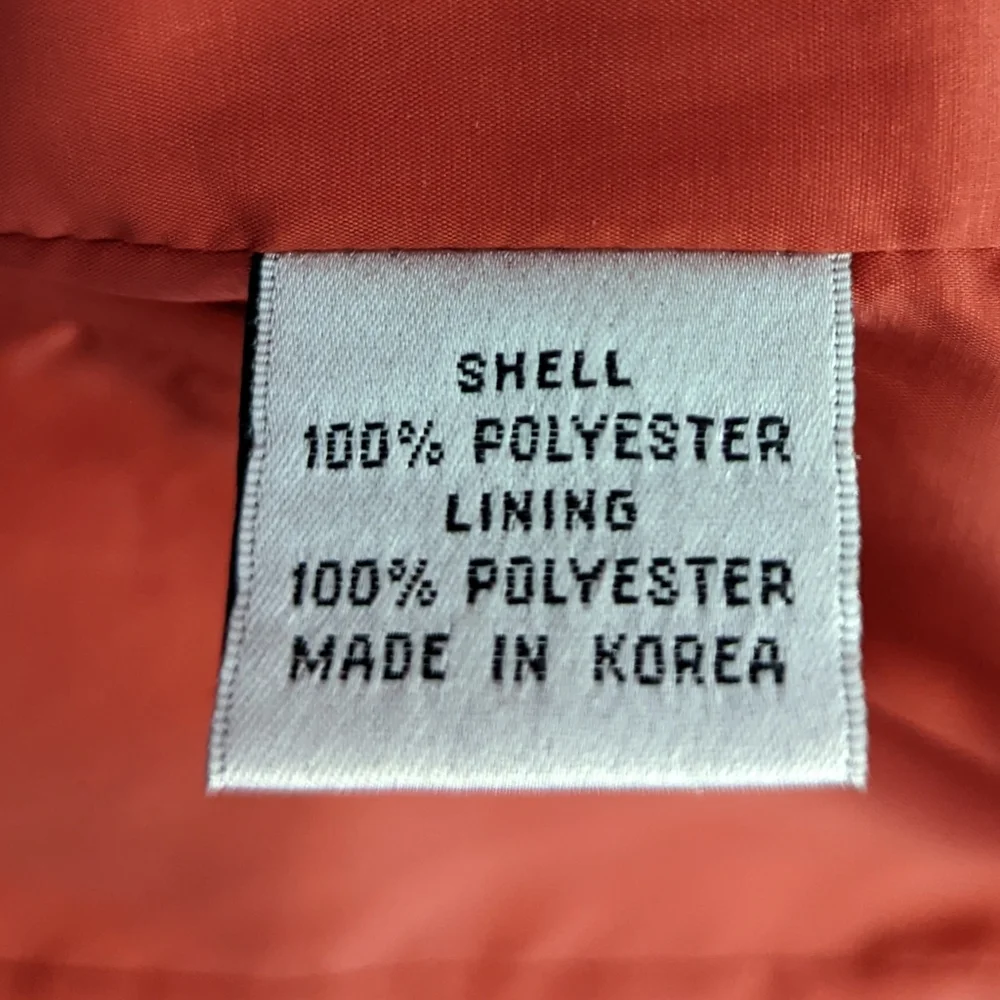 SHELL
100% POLYESTER
LINING
100% POLYESTER
MADE IN KOREA